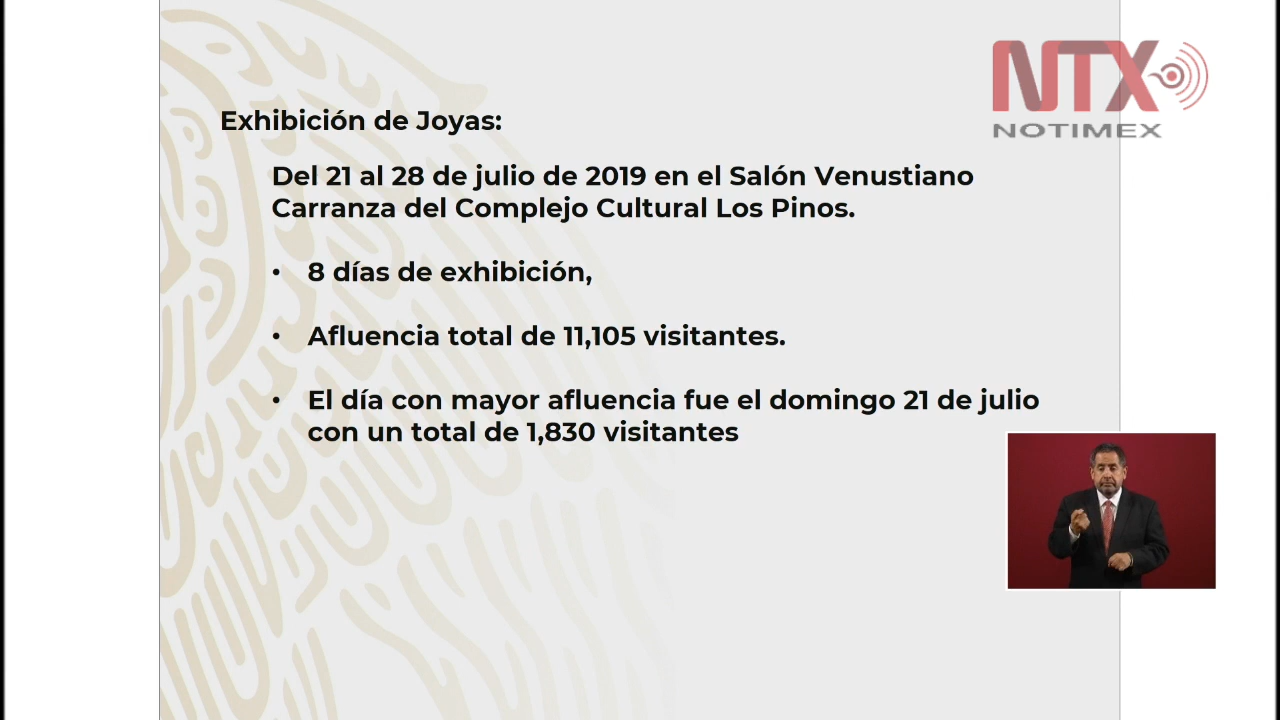 NTX
NOTIMEX
Exhibición de Joyas:
Del 21 al 28 de julio de 2019 en el Salón Venustiano
Carranza del Complejo Cultural Los Pinos.
• 8 días de exhibición,
• Afluencia total de 11,105 visitantes.
• El día con mayor afluencia fue el domingo 21 de julio
con un total de 1,830 visitantes